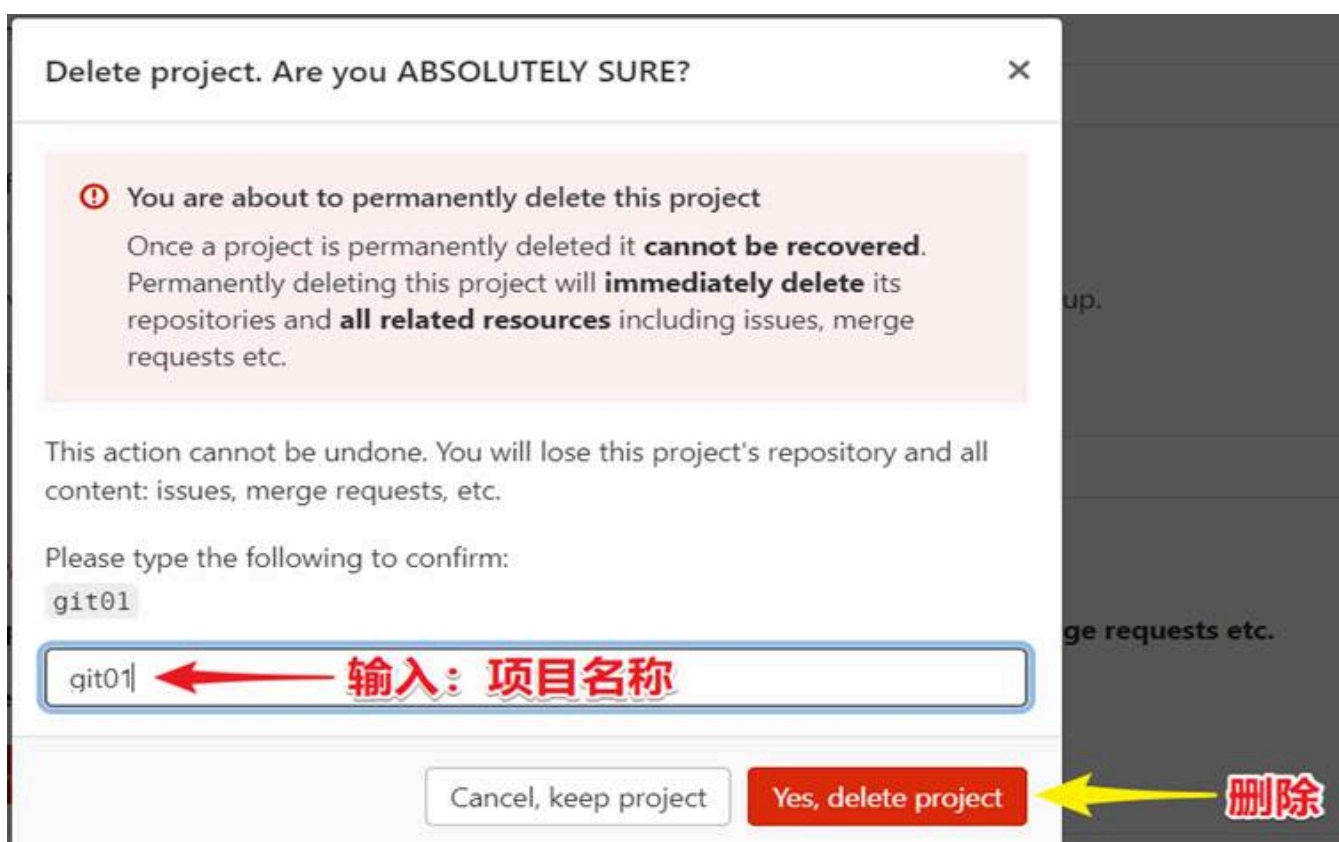 Delete project. Are you ABSOLUTELY SURE?
You are about to permanently delete this project
Once a project is permanently deleted it cannot be recovered.
Permanently deleting this project will immediately delete its
repositories and all related resources including issues, merge
requests etc.
up.
This action cannot be undone. You will lose this project's repository and all
content: issues, merge requests, etc.
Please type the following to confirm:
git01
ge requests etc.
git01 输入：项目名称
Cancel, keep project Yes, delete project 删除